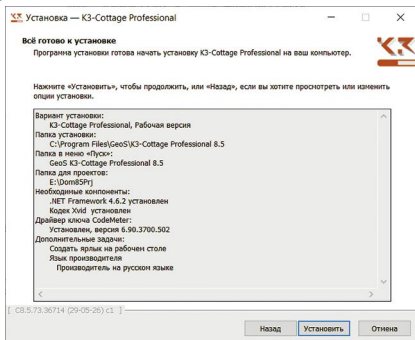 Установка — K3-Cottage Professional
Всё готово к установке
Программа установки готова начать установку K3-Cottage Professional на ваш компьютер.
K3
Нажмите «Установить», чтобы продолжить, или «Назад», если вы хотите просмотреть или изменить
опции установки.
Вариант установки:
K3-Cottage Professional, Рабочая версия
Папка установки:
C:\Program Files\GeoS\K3-Cottage Professional 8.5
Папка в меню «Пуск»:
GeoS K3-Cottage Professional 8.5
Папка для проектов:
E:\Dom85Prj
Необходимые компоненты:
.NET Framework 4.6.2 установлен
Кодек Xvid установлен
Драйвер ключа CodeMeter:
Установлен, версия 6.90.3700.502
Дополнительные задачи:
Создать ярлык на рабочем столе
Язык производителя
Производитель на русском языке
[ C8.5.73.36714 (29-05-26) c1 ]
Назад Установить Отмена